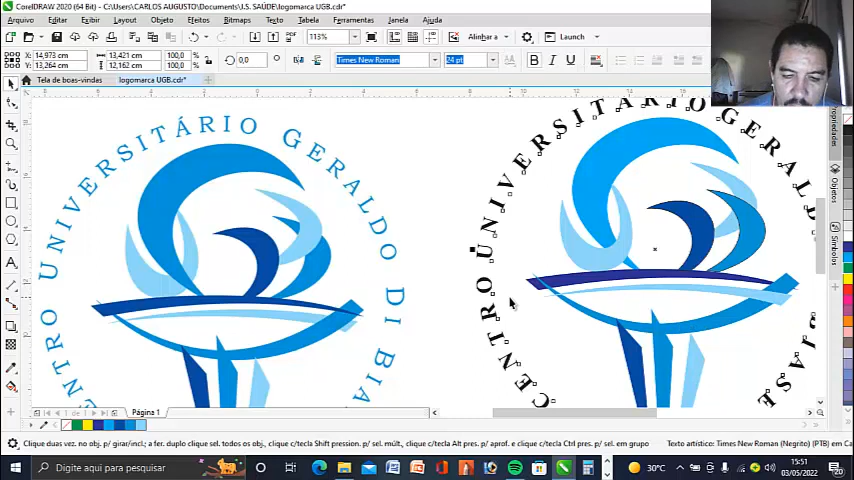 CorelDRAW 2020 (64 Bit) - C:\Users\CARLOS AUGUSTO\Documents\J.S. SAÚDE\logomarca UGB.cdr*
Arquivo Editar Exibir Layout Objeto Efeitos Bitmaps Texto Tabela Ferramentas Janela Ajuda
113% Alinhar a Launch
X: 14,973 cm 13,421 cm 100,0 %
Y: 13,264 cm 12,162 cm 100,0 %
0,0 Times New Roman 24 pt
Tela de boas-vindas logomarca UGB.cdr*
CENTRO UNIVERSITÁRIO GERALDO DI BIA
CENTRO UNIVERSITÁRIO GERALD
IASE
Propriedades
Objetos
Símbolos
1 de 1 Página 1
Clique duas vez. no obj. p/ girar/incl.; a fer. duplo clique sel. todos os obj., clique c/tecla Shift pression. p/ sel. múlt., clique c/tecla Alt pres. p/ aprof. e clique c/tecla Ctrl pres. p/ sel. em grupo
Texto artístico: Times New Roman (Negrito) (PTB) em Ca
Digite aqui para pesquisar
30°C
15:51
03/05/2022
20